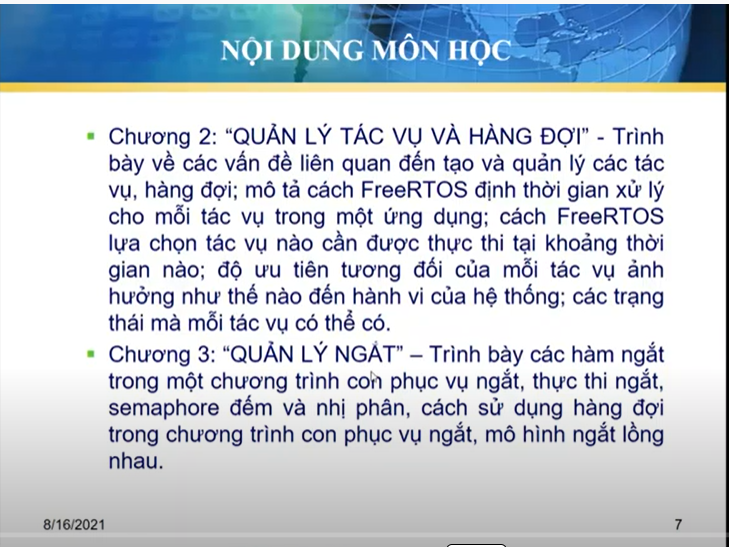 NỘI DUNG MÔN HỌC
Chương 2: “QUẢN LÝ TÁC VỤ VÀ HÀNG ĐỢI” - Trình
bày về các vấn đề liên quan đến tạo và quản lý các tác
vụ, hàng đợi; mô tả cách FreeRTOS định thời gian xử lý
cho mỗi tác vụ trong một ứng dụng; cách FreeRTOS
lựa chọn tác vụ nào cần được thực thi tại khoảng thời
gian nào; độ ưu tiên tương đối của mỗi tác vụ ảnh
hưởng như thế nào đến hành vi của hệ thống; các trạng
thái mà mỗi tác vụ có thể có.
Chương 3: “QUẢN LÝ NGẮT” – Trình bày các hàm ngắt
trong một chương trình con phục vụ ngắt, thực thi ngắt,
semaphore đếm và nhị phân, cách sử dụng hàng đợi
trong chương trình con phục vụ ngắt, mô hình ngắt lồng
nhau.
8/16/2021
7